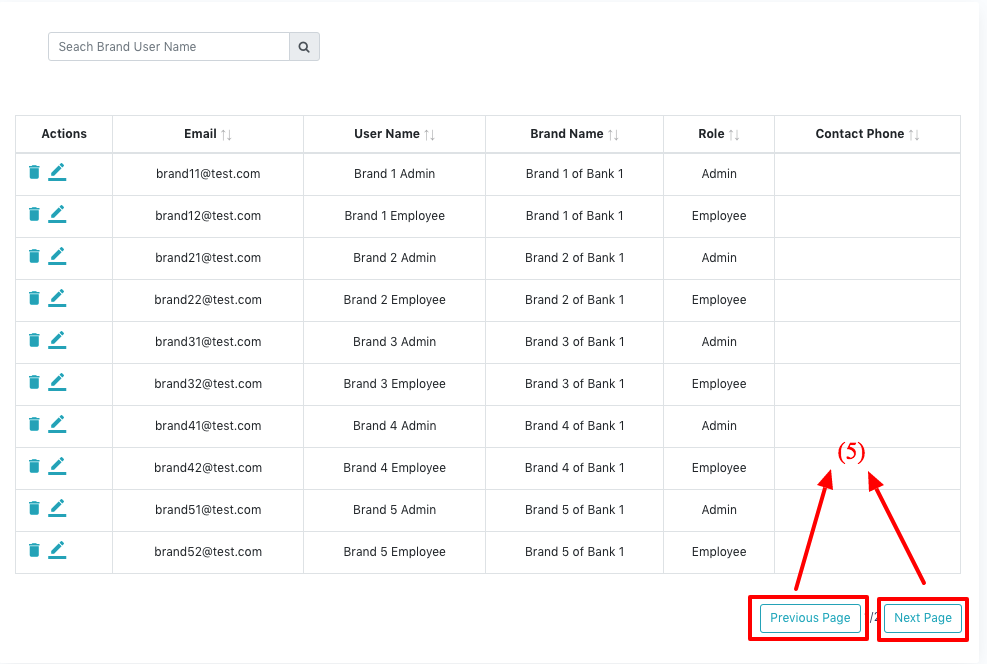 Seach Brand User Name
Actions Email User Name Brand Name Role Contact Phone
brand11@test.com Brand 1 Admin Brand 1 of Bank 1 Admin
brand12@test.com Brand 1 Employee Brand 1 of Bank 1 Employee
brand21@test.com Brand 2 Admin Brand 2 of Bank 1 Admin
brand22@test.com Brand 2 Employee Brand 2 of Bank 1 Employee
brand31@test.com Brand 3 Admin Brand 3 of Bank 1 Admin
brand32@test.com Brand 3 Employee Brand 3 of Bank 1 Employee
brand41@test.com Brand 4 Admin Brand 4 of Bank 1 Admin
(5)
brand42@test.com Brand 4 Employee Brand 4 of Bank 1 Employee
brand51@test.com Brand 5 Admin Brand 5 of Bank 1 Admin
brand52@test.com Brand 5 Employee Brand 5 of Bank 1 Employee
Previous Page Next Page